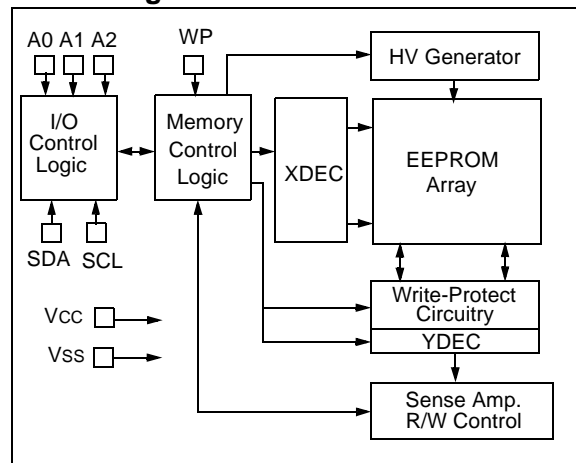 A0 A1 A2
WP
HV Generator
I/O
Control
Logic
Memory
Control
Logic
XDEC
EEPROM
Array
SDA
SCL
Write-Protect
Circuitry
YDEC
VCC
VSS
Sense Amp.
R/W Control